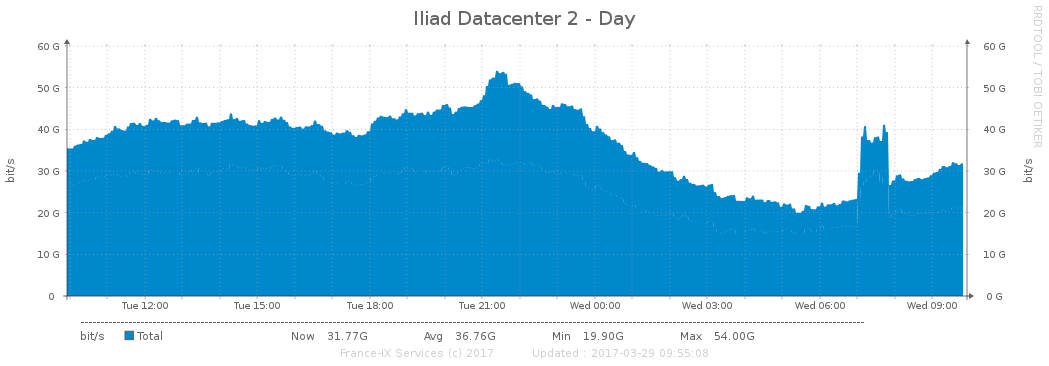 Iliad Datacenter 2 - Day
RRDTOOL / TOBI OETIKER
bit/s
60 G
50 G
40 G
30 G
20 G
10 G
0
60 G
50 G
40 G
30 G
20 G
10 G
0 G
bit/s
Tue 12:00 Tue 15:00 Tue 18:00 Tue 21:00 Wed 00:00 Wed 03:00 Wed 06:00 Wed 09:00
bit/s Total Now 31.77G Avg 36.76G Min 19.90G Max 54.00G
France-IX Services (c) 2017 Updated : 2017-03-29 09:55:08